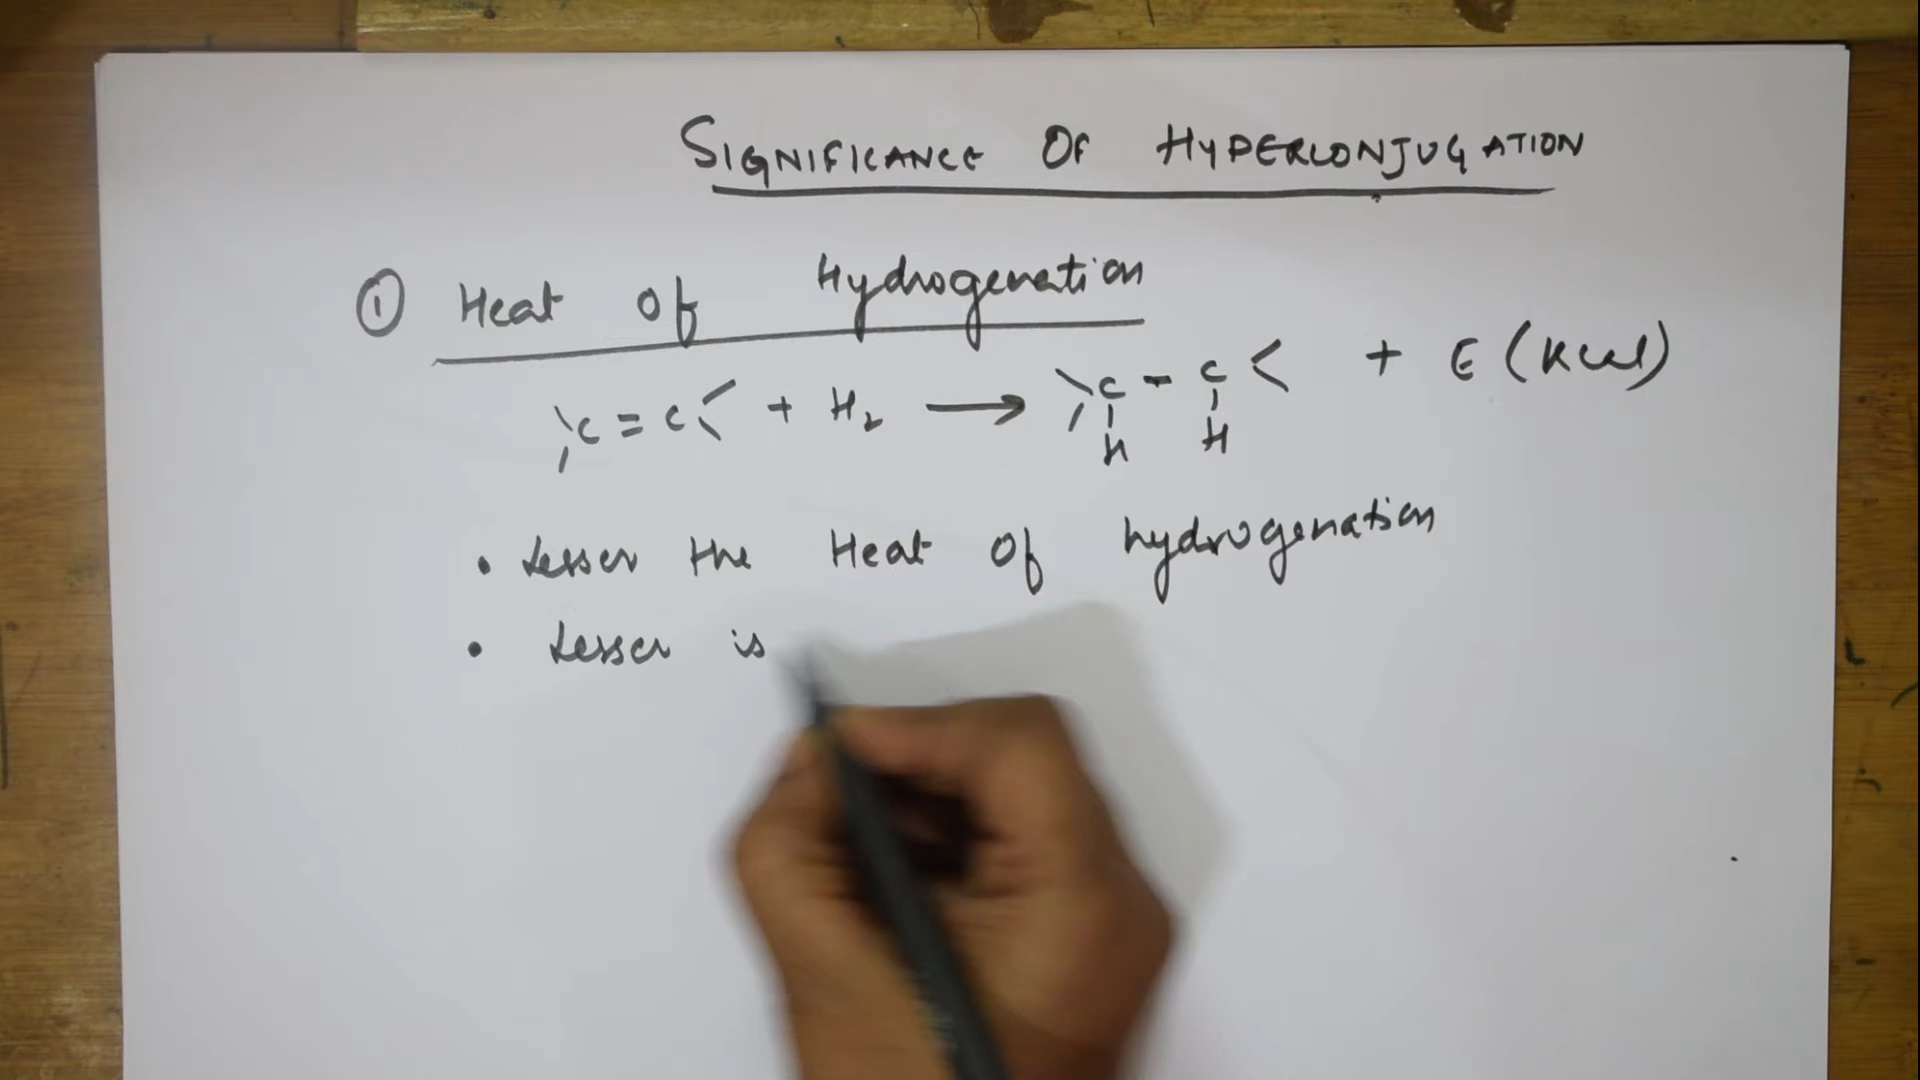 SIGNIFICANCE OF HYPERCONJUGATION
① Heat Of Hydrogenation
C = C + H2 → C - C + E (Kcal)
H H
• Lesser the Heat Of hydrogenation
• Lesser is